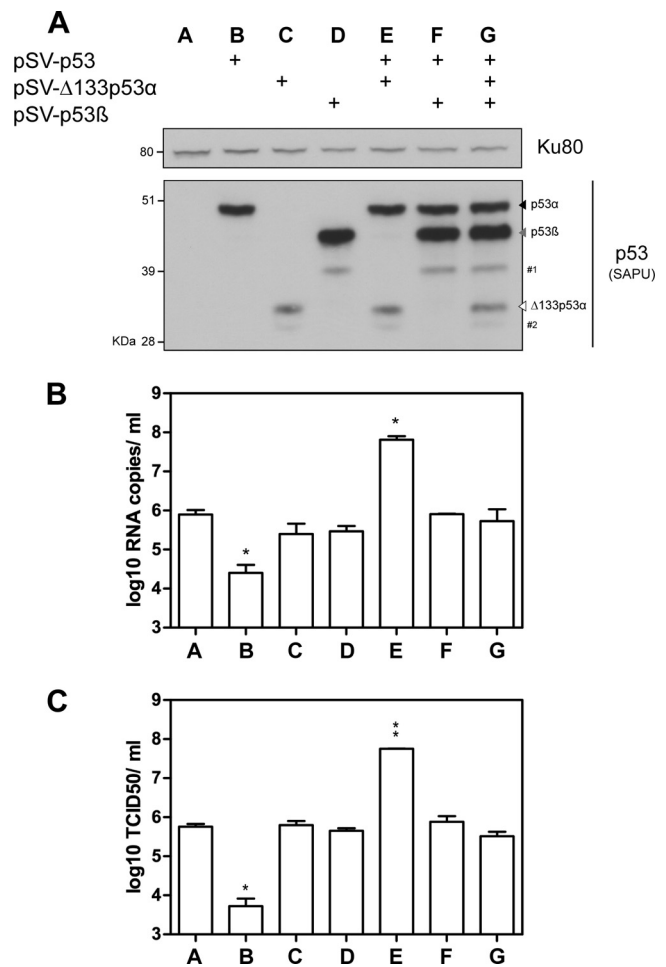 A
A B C D E F G
pSV-p53 + + + +
pSV-Δ133p53α + + +
pSV-p53ß + + +
80 Ku80
51
p53α
p53ß
39 #1
p53
(SAPU)
Δ133p53α
#2
KDa 28
B
log10 RNA copies/ ml
9
8
7
6
5
4
3
*
*
A B C D E F G
C
log10 TCID50/ ml
9
8
7
6
5
4
3
*
*
*
A B C D E F G